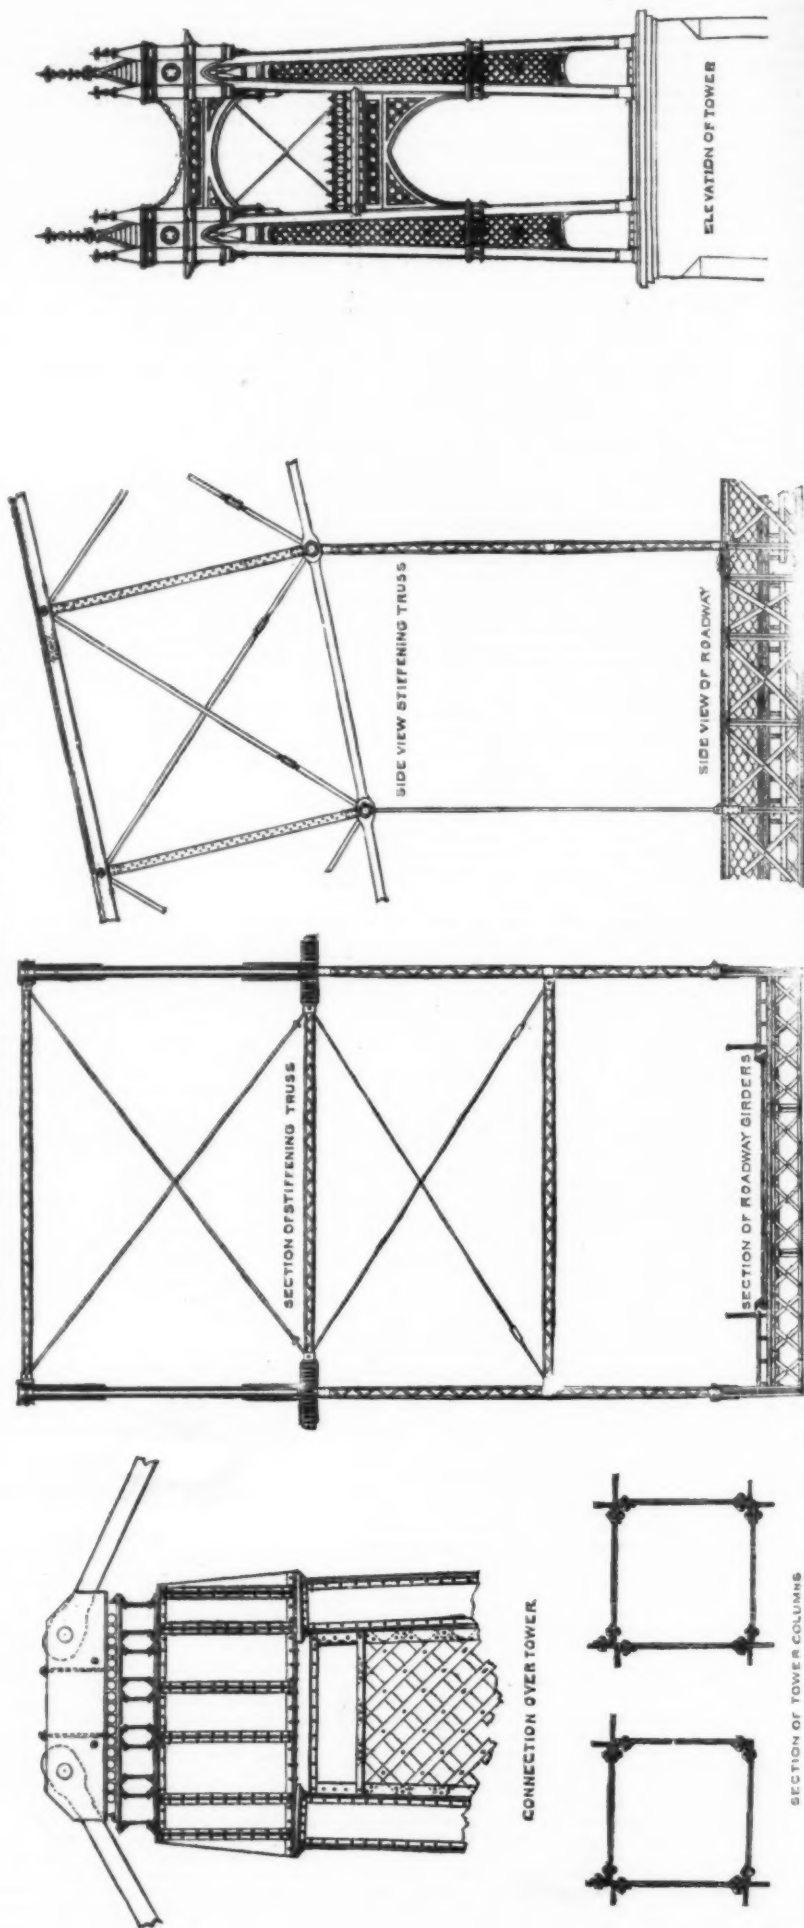 CONNECTION OVER TOWER
SECTION OF TOWER COLUMNS
SECTION OF STIFFENING TRUSS
SECTION OF ROADWAY GIRDERS
SIDE VIEW STIFFENING TRUSS
SIDE VIEW OF ROADWAY
ELEVATION OF TOWER